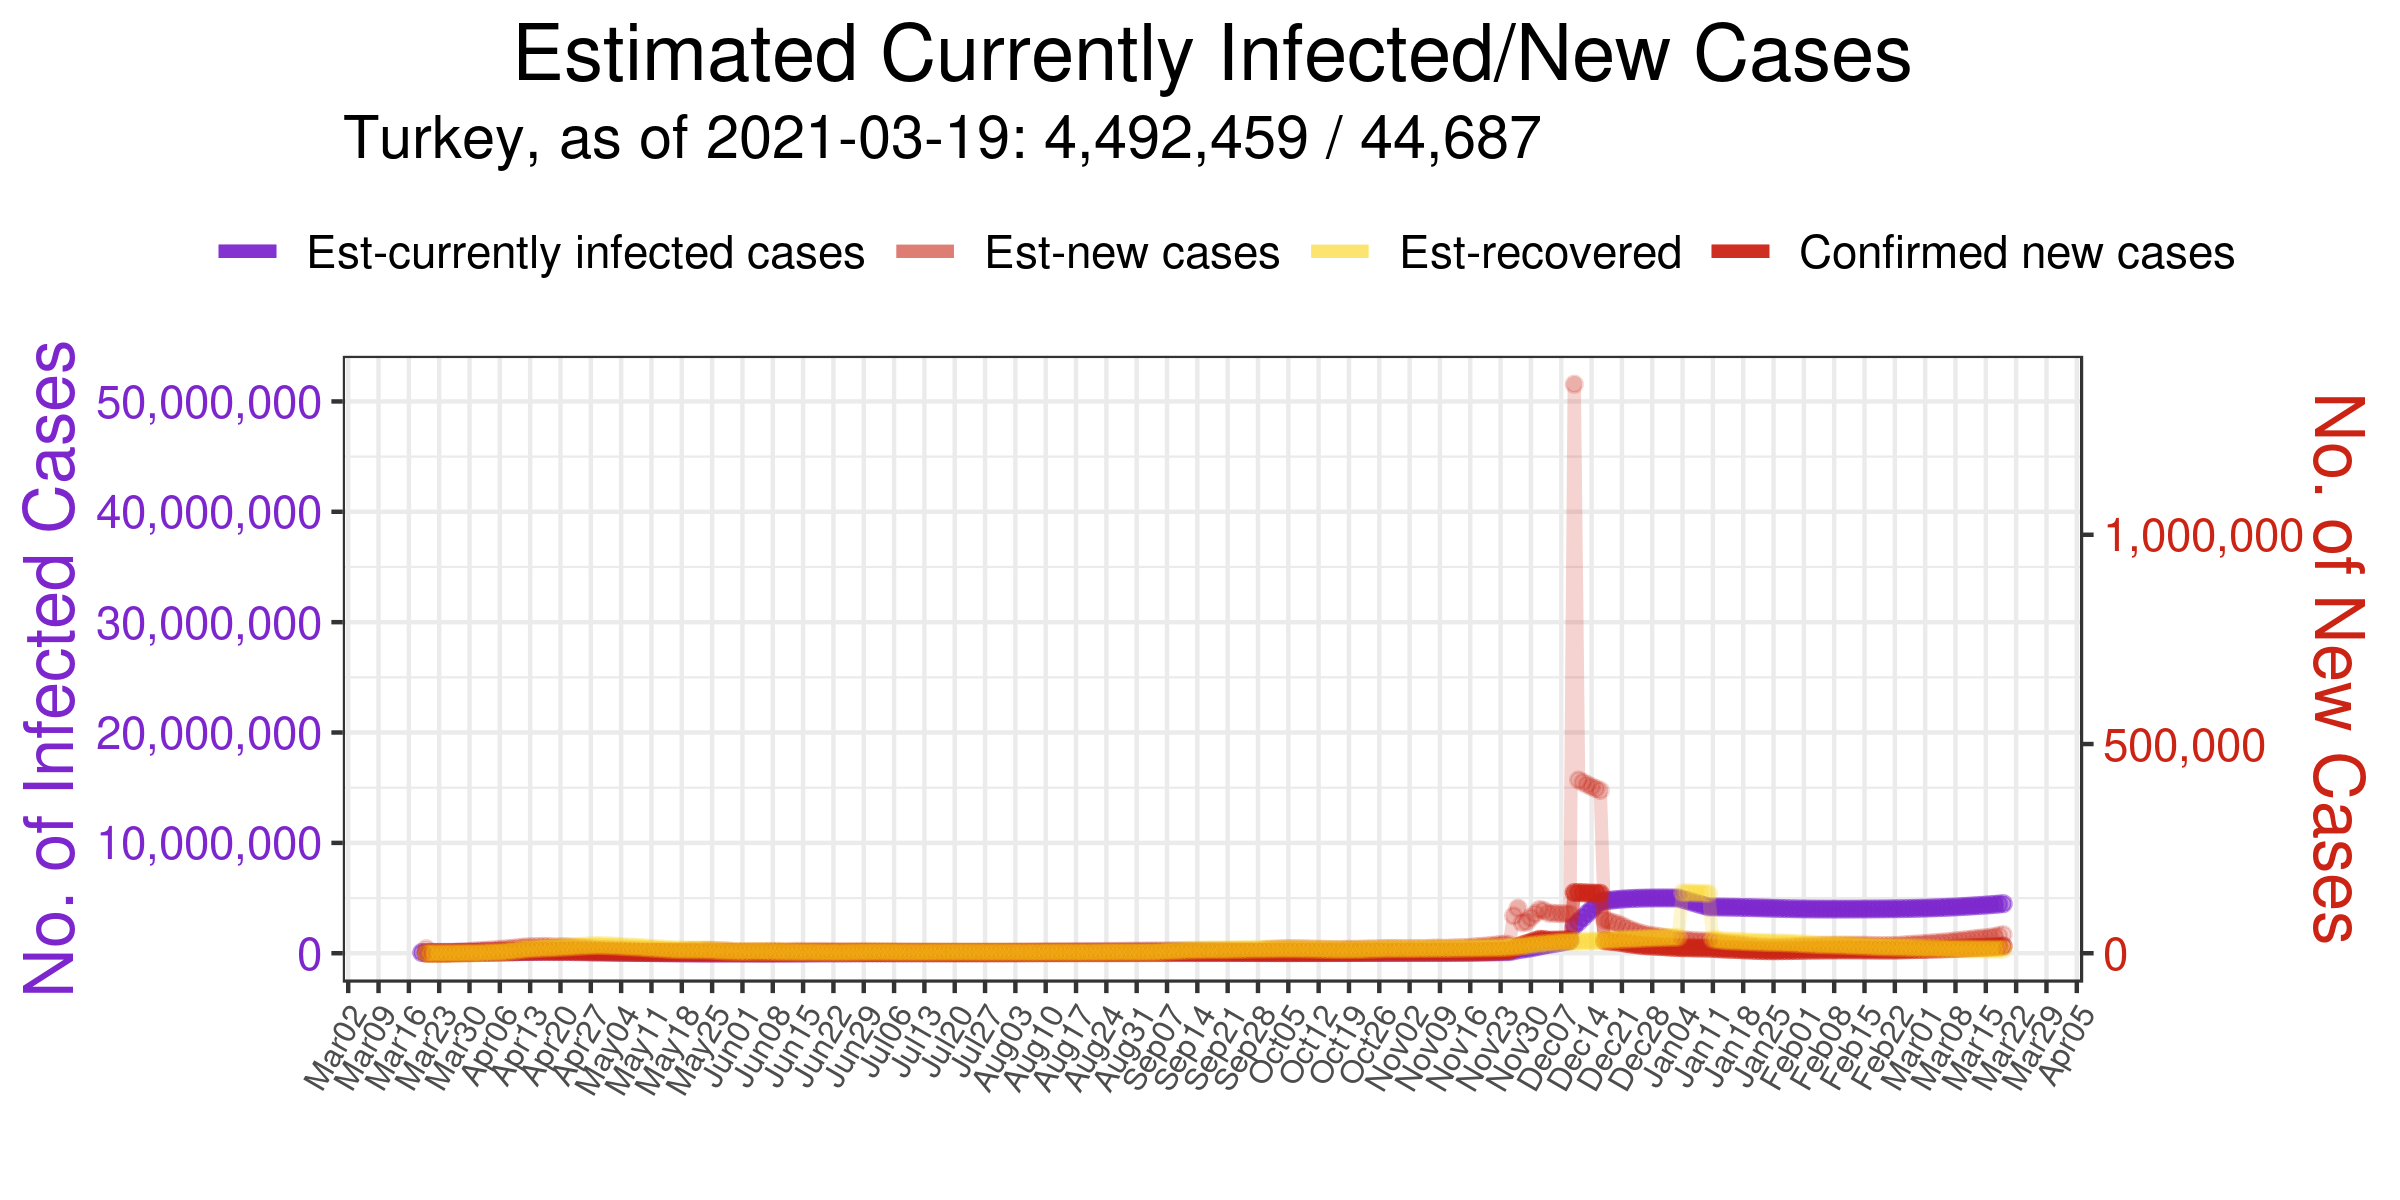 Estimated Currently Infected/New Cases
Turkey, as of 2021-03-19: 4,492,459 / 44,687
Est-currently infected cases Est-new cases Est-recovered Confirmed new cases
No. of Infected Cases
50,000,000
40,000,000
30,000,000
20,000,000
10,000,000
0
No. of New Cases
1,000,000
500,000
0
Mar02 Mar09 Mar16 Mar23 Mar30 Apr06 Apr13 Apr20 Apr27 May04 May11 May18 May25 Jun01 Jun08 Jun15 Jun22 Jun29 Jul06 Jul13 Jul20 Jul27 Aug03 Aug10 Aug17 Aug24 Aug31 Sep07 Sep14 Sep21 Sep28 Oct05 Oct12 Oct19 Oct26 Nov02 Nov09 Nov16 Nov23 Nov30 Dec07 Dec14 Dec21 Dec28 Jan04 Jan11 Jan18 Jan25 Feb01 Feb08 Feb15 Feb22 Mar01 Mar08 Mar15 Mar22 Mar29 Apr05